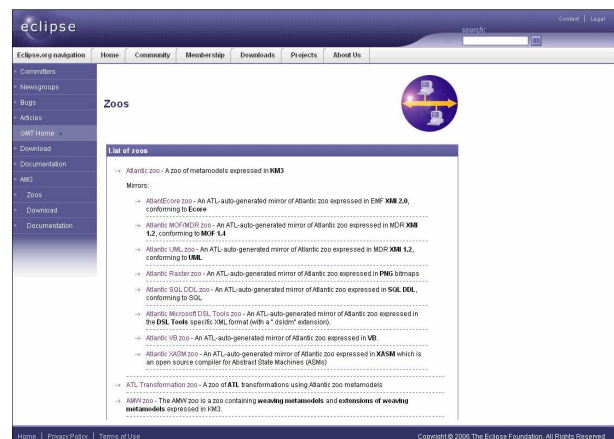 eclipse
Contact | Legal
search:
Eclipse.org navigation
Home
Community
Membership
Downloads
Projects
About Us
Committers
Newsgroups
Bugs
Articles
GMT Home
Download
Documentation
AM3
Zoos
Download
Documentation
Zoos
List of zoos
Atlantic zoo - A zoo of metamodels expressed in KM3
Mirrors:
AtlantEcore zoo - An ATL-auto-generated mirror of Atlantic zoo expressed in EMF XMI 2.0,
conforming to Ecore
Atlantic MOF/MDR zoo - An ATL-auto-generated mirror of Atlantic zoo expressed in MDR XMI
1.2, conforming to MOF 1.4
Atlantic UML zoo - An ATL-auto-generated mirror of Atlantic zoo expressed in MDR XMI 1.2,
conforming to UML
Atlantic Raster zoo - An ATL-auto-generated mirror of Atlantic zoo expressed in PNG bitmaps
Atlantic SQL DDL zoo - An ATL-auto-generated mirror of Atlantic zoo expressed in SQL DDL,
conforming to SQL
Atlantic Microsoft DSL Tools zoo - An ATL-auto-generated mirror of Atlantic zoo expressed in
the DSL Tools specific XML format (with a ".dsldm" extension).
Atlantic VB zoo - An ATL-auto-generated mirror of Atlantic zoo expressed in VB.
Atlantic XASM zoo - An ATL-auto-generated mirror of Atlantic zoo expressed in XASM which is
an open source compiler for Abstract State Machines (ASMs)
ATL Transformation zoo - A zoo of ATL transformations using Atlantic zoo metamodels
AMW zoo - The AMW zoo is a zoo containing weaving metamodels and extensions of weaving
metamodels expressed in KM3.
Home | Privacy Policy | Terms of Use
Copyright © 2006 The Eclipse Foundation. All Rights Reserved